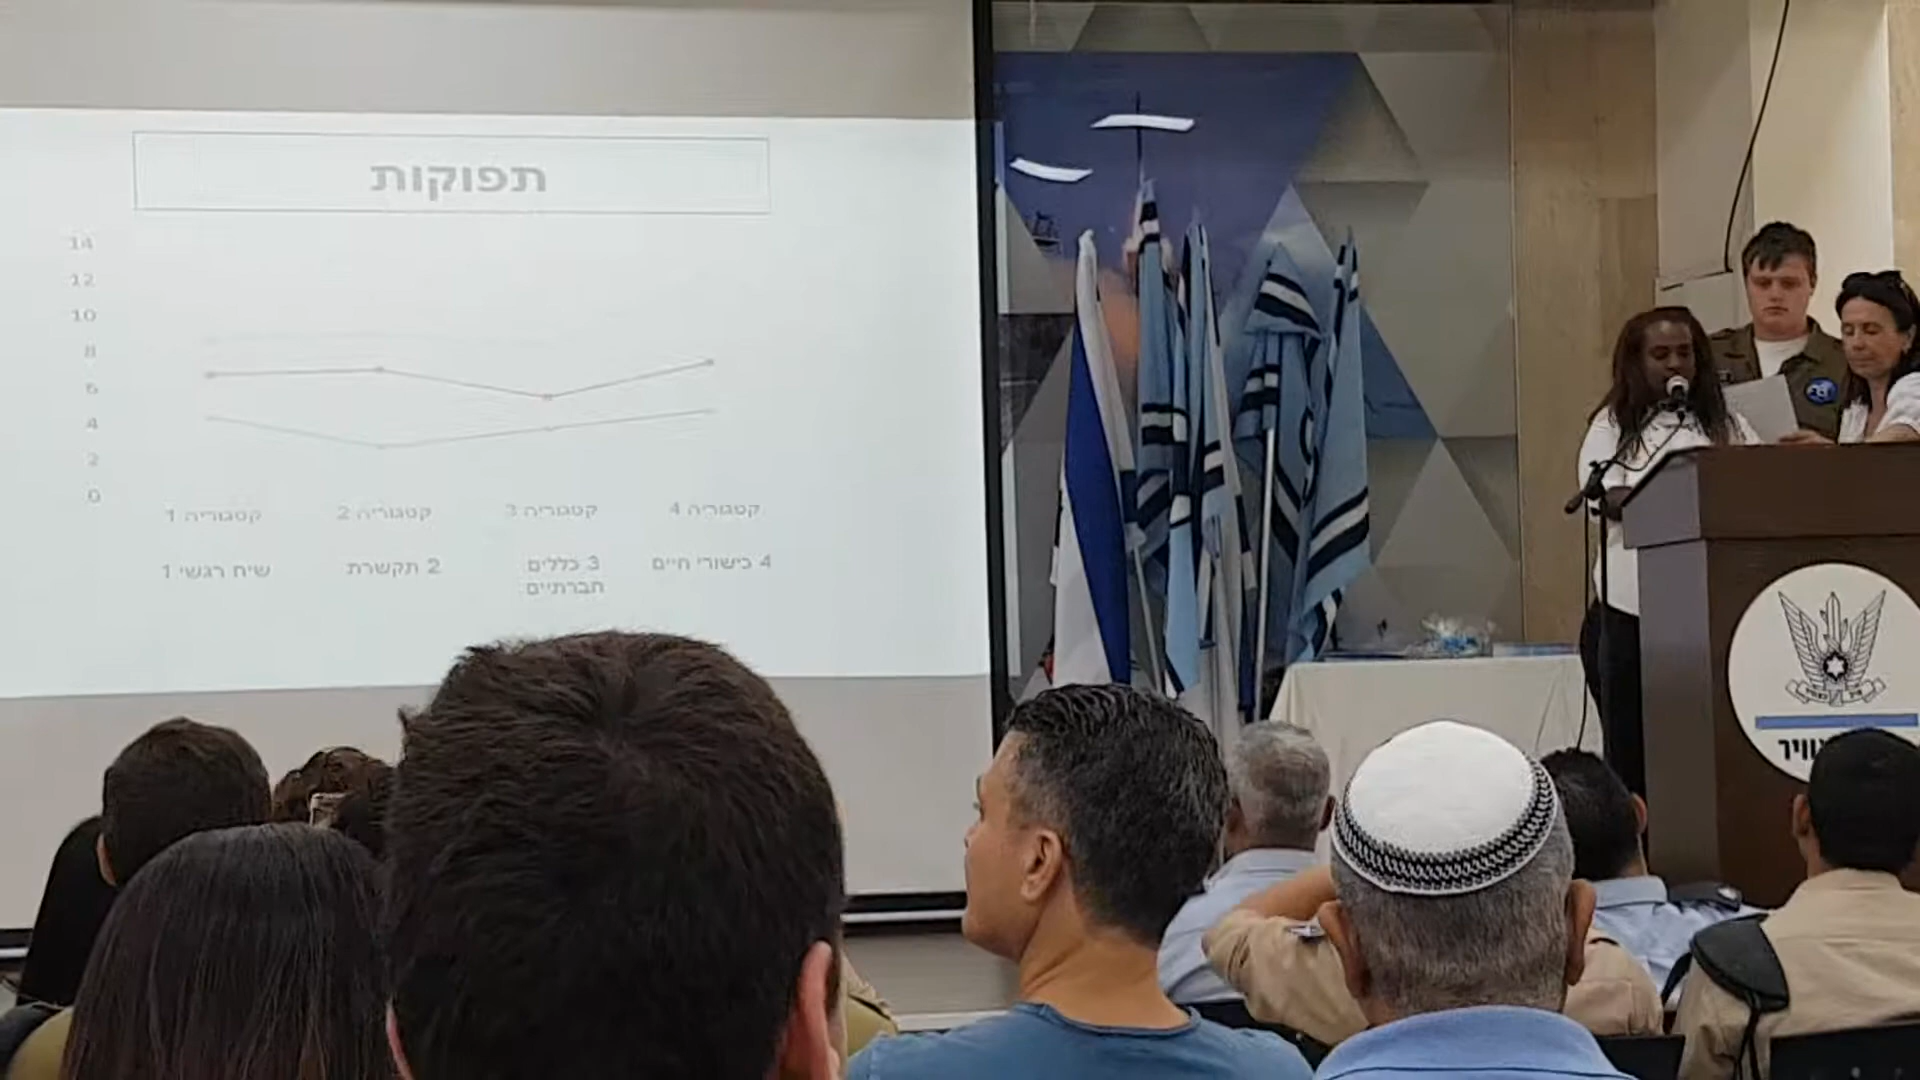 תפוקות
14
12
10
8
6
4
2
0
קטגוריה 1
קטגוריה 2
קטגוריה 3
קטגוריה 4
שיח רגשי 1
2 תקשרת
3 כללים
חברתיים
4 כישורי חיים